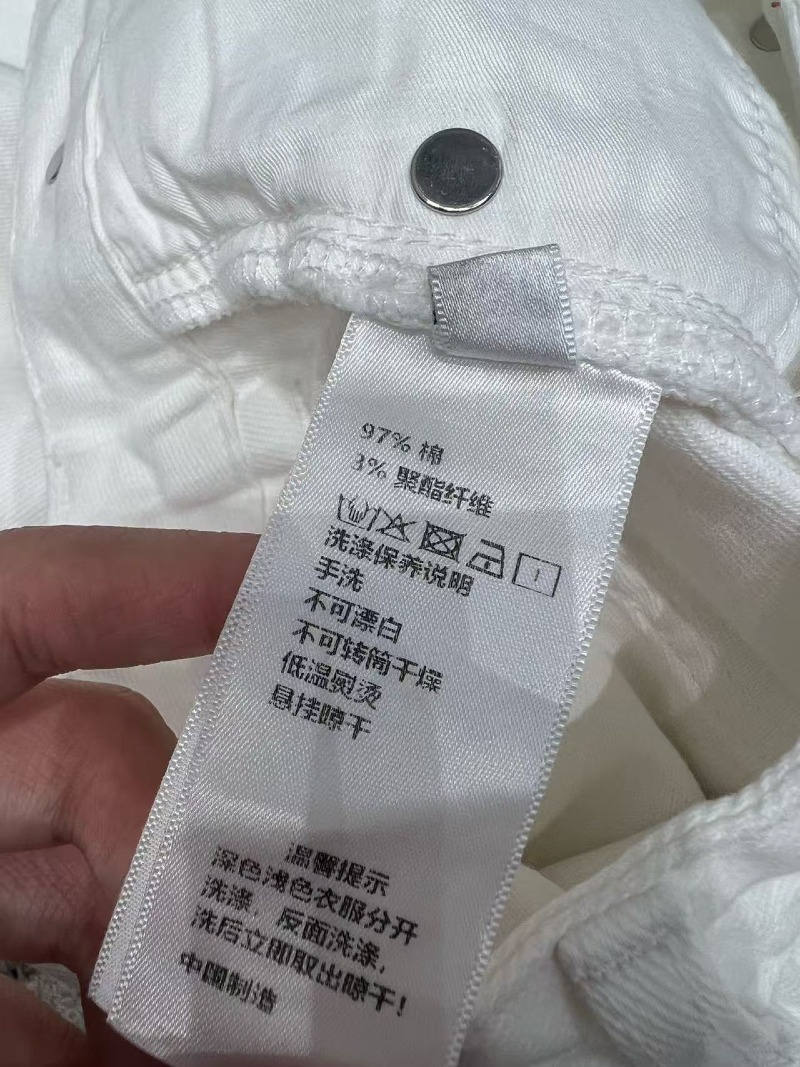 97% 棉
3% 聚酯纤维
洗涤保养说明
手洗
不可漂白
不可转筒干燥
低温熨烫
悬挂晾干
温馨提示
深色浅色衣服分开
洗涤，反面洗涤，
洗后立即取出晾干！
中国制造